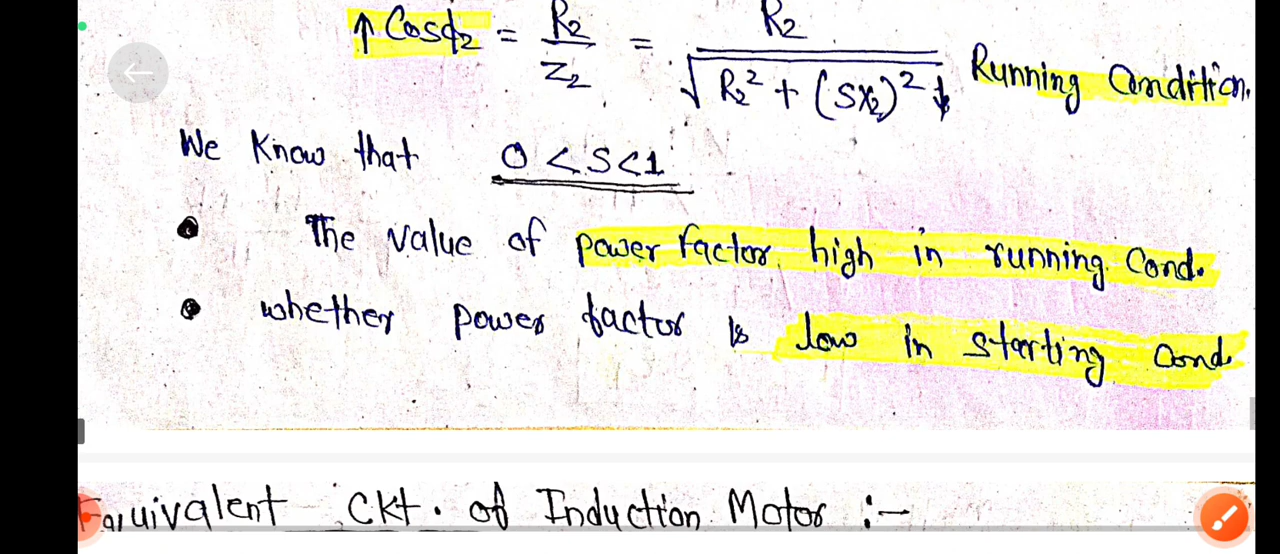 ↑ Cosϕ2 = R2/Z2 = R2/√(R2² + (SX2)²↓) Running Condition.
We Know that 0 < S < 1
• The value of power factor high in running Cond.
• whether power factor is low in starting Cond.
Equivalent Ckt. of Induction Motor :-